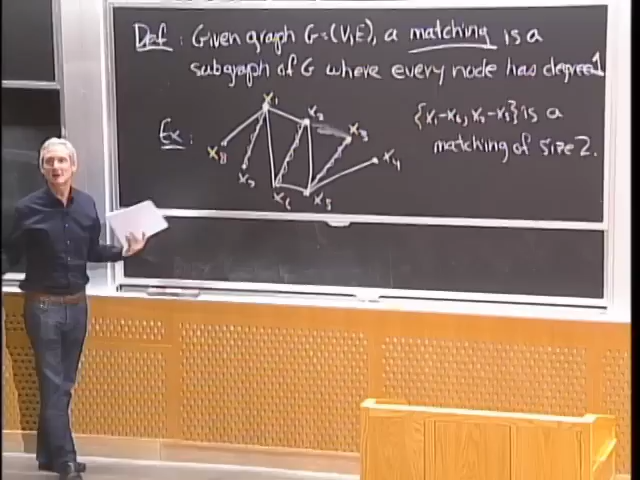 Def: Given graph G=(V,E), a matching is a
subgraph of G where every node has degree 1
Ex:
x₁
x₂
x₃
x₄
x₅
x₆
x₇
x₈
{x₁-x₆, x₂-x₅} is a
matching of size 2.